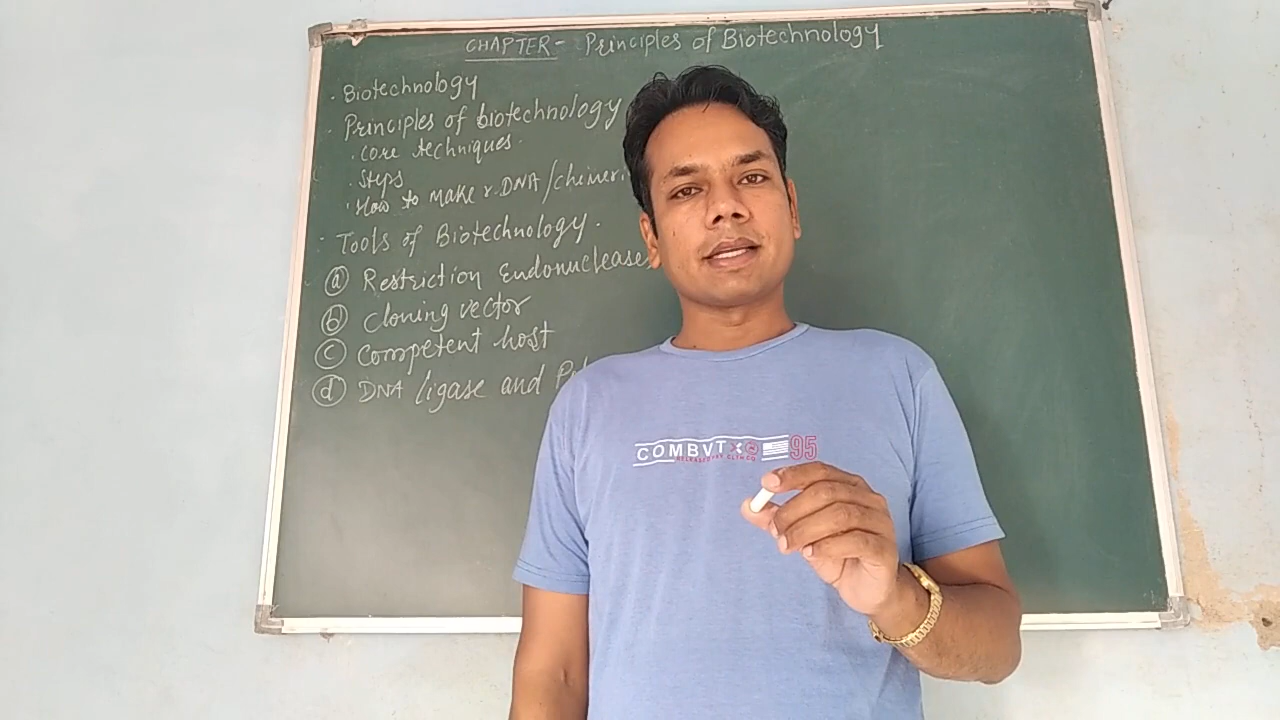 CHAPTER- Principles of Biotechnology
· Biotechnology
· Principles of biotechnology
· Core techniques.
· Steps
· How to make r.DNA/chimeri
· Tools of Biotechnology.
ⓐ Restriction Endonucleases
ⓑ Cloning vector
ⓒ Competent host
ⓓ DNA ligase and
COMBVT
95